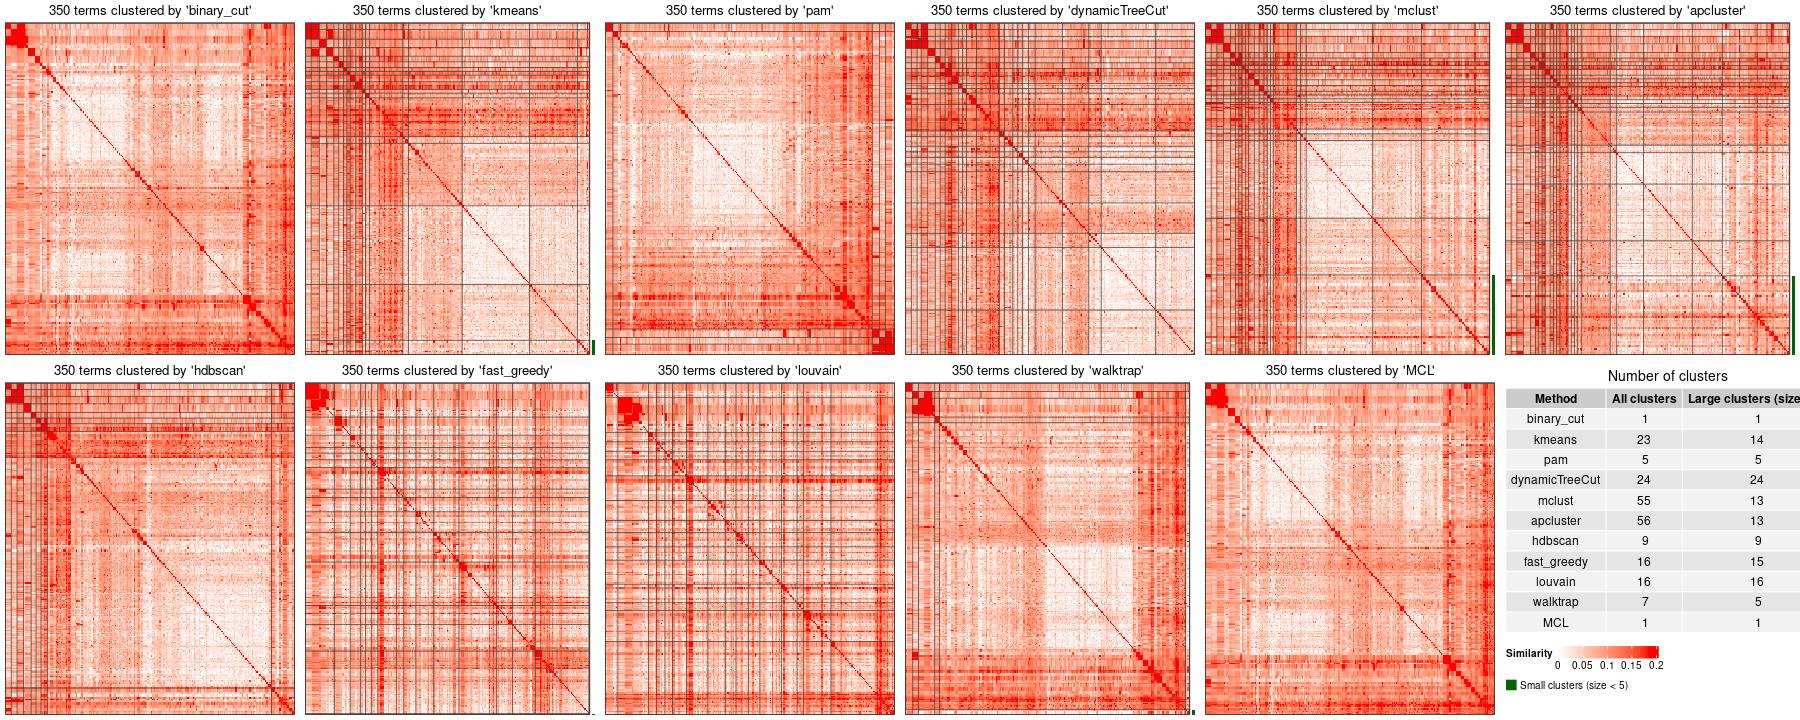 350 terms clustered by 'binary_cut'
350 terms clustered by 'kmeans'
350 terms clustered by 'pam'
350 terms clustered by 'dynamicTreeCut'
350 terms clustered by 'mclust'
350 terms clustered by 'apcluster'
350 terms clustered by 'hdbscan'
350 terms clustered by 'fast_greedy'
350 terms clustered by 'louvain'
350 terms clustered by 'walktrap'
350 terms clustered by 'MCL'
Number of clusters
Method All clusters Large clusters (size
binary_cut 1 1
kmeans 23 14
pam 5 5
dynamicTreeCut 24 24
mclust 55 13
apcluster 56 13
hdbscan 9 9
fast_greedy 16 15
louvain 16 16
walktrap 7 5
MCL 1 1
Similarity
0 0.05 0.1 0.15 0.2
Small clusters (size < 5)